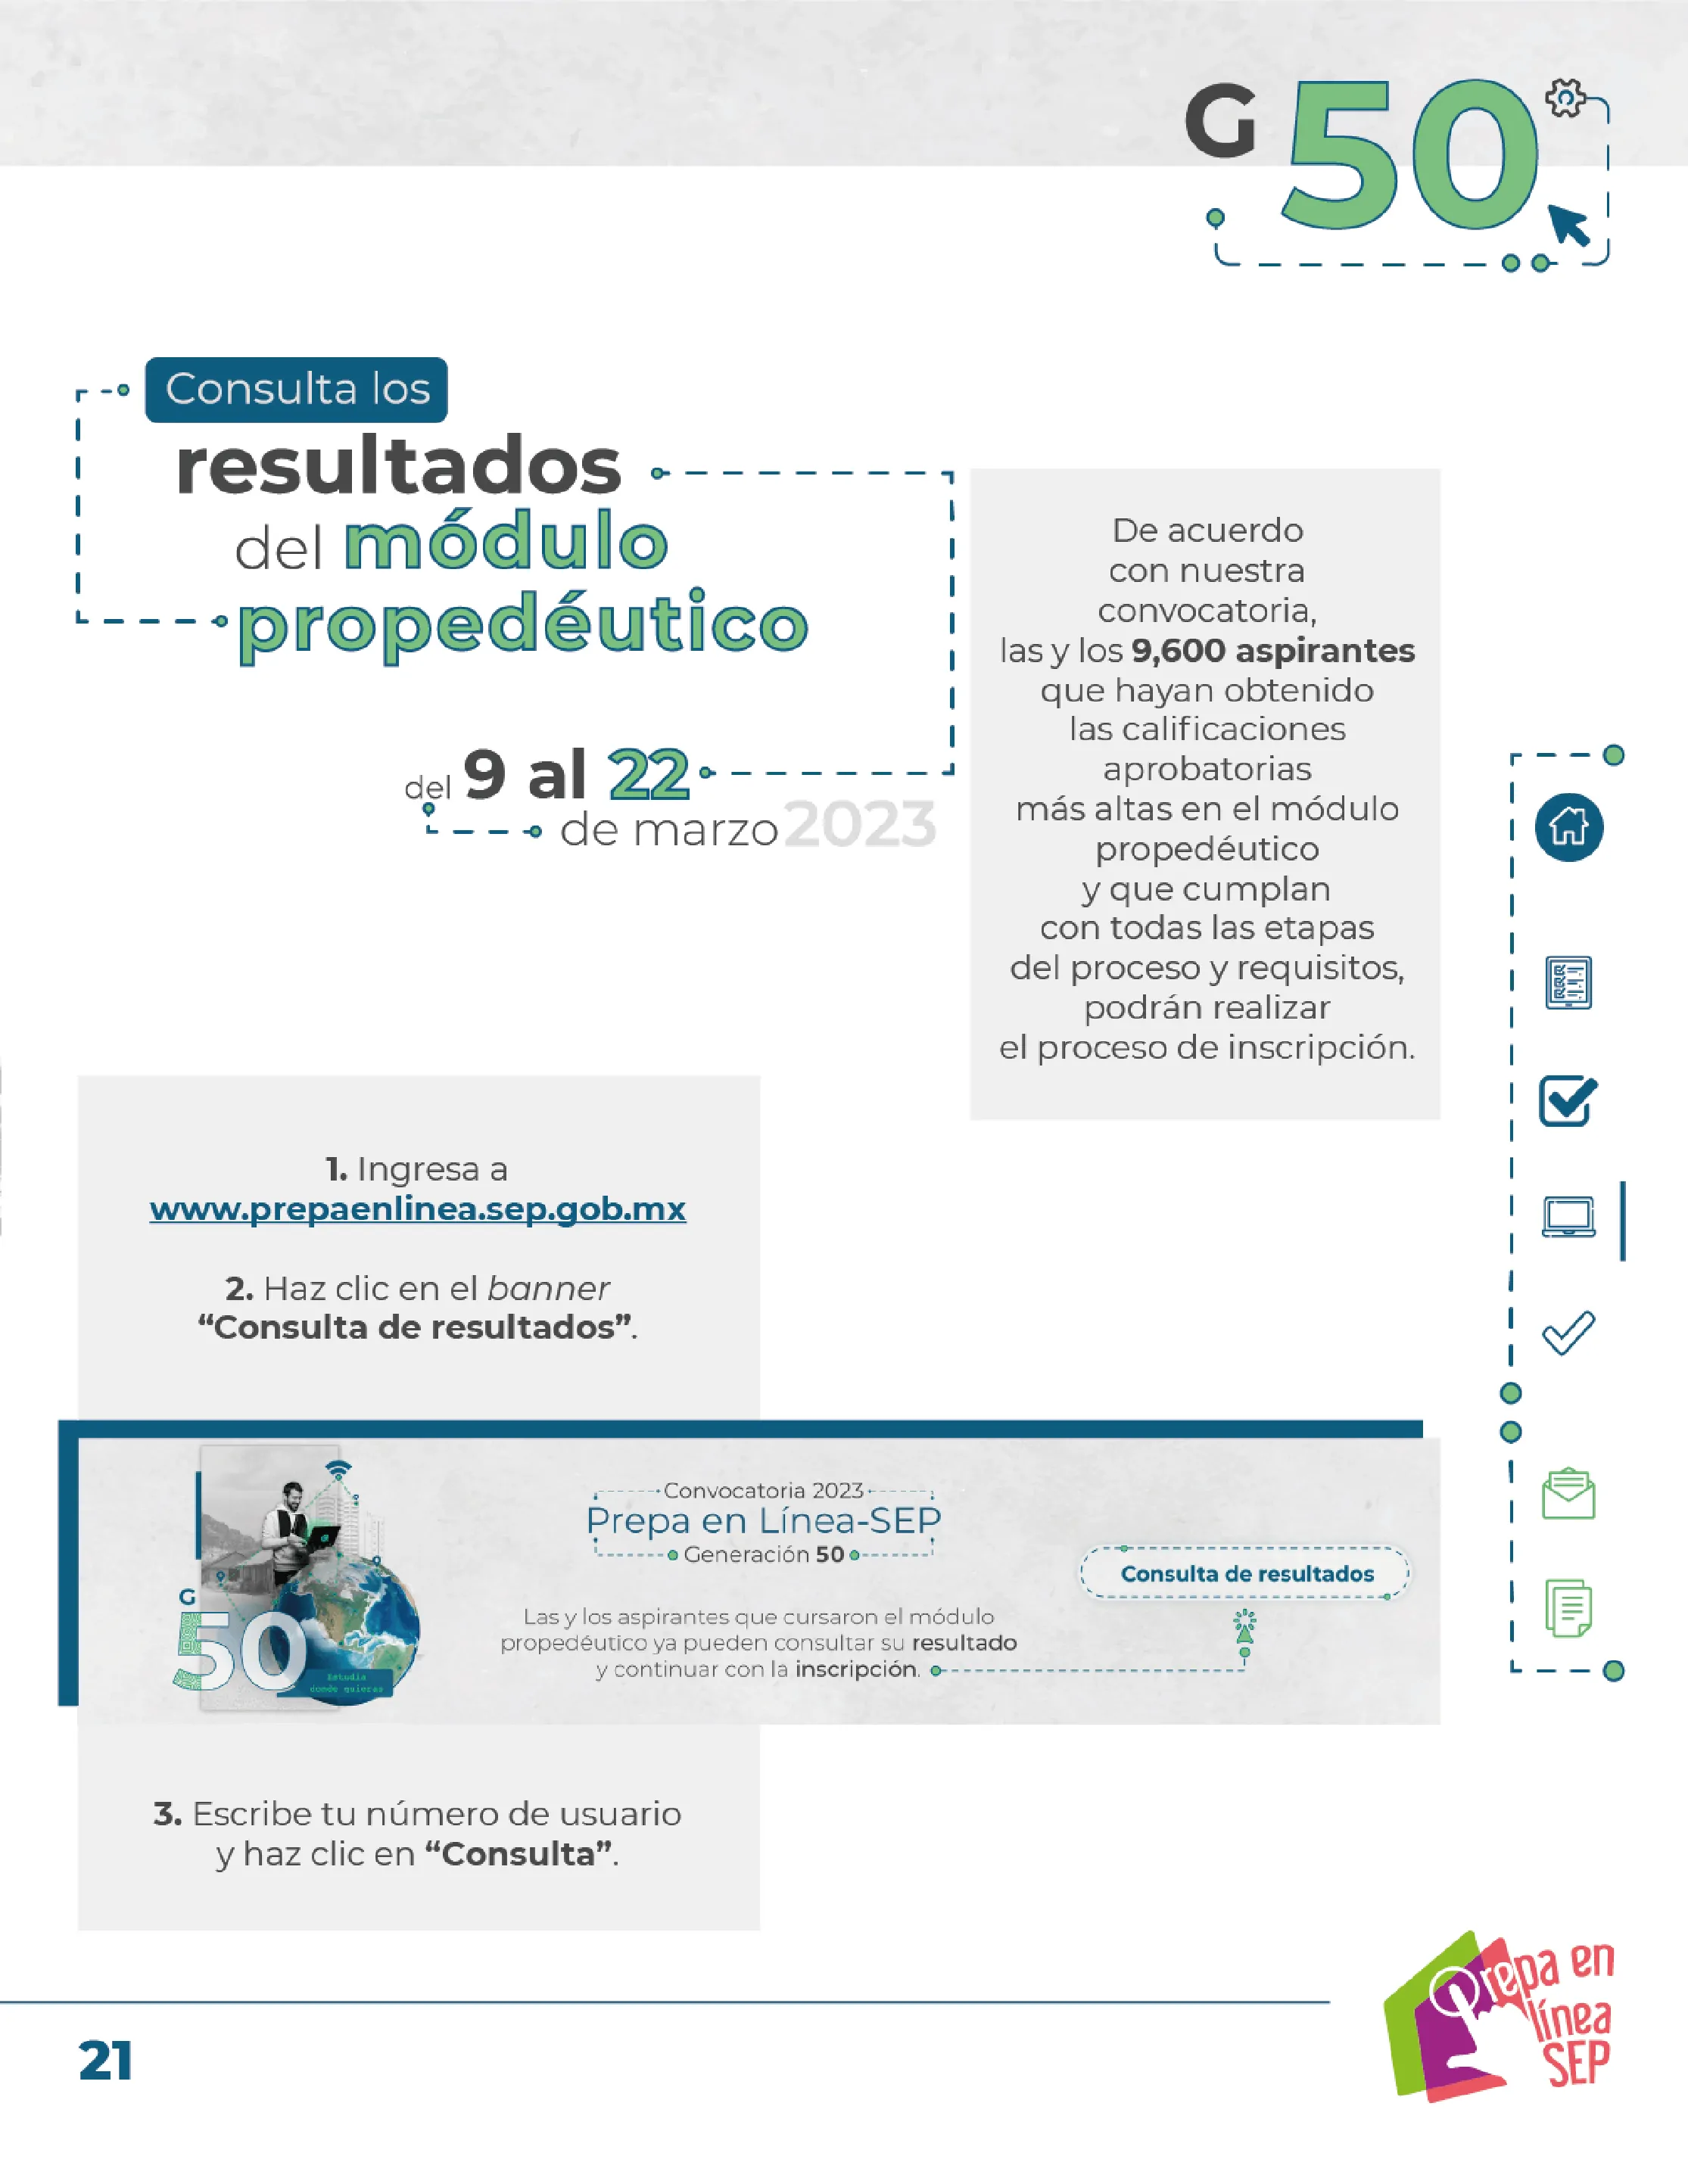 G 50
Consulta los
resultados
del módulo
propedéutico
del 9 al 22
de marzo 2023
De acuerdo
con nuestra
convocatoria,
las y los 9,600 aspirantes
que hayan obtenido
las calificaciones
aprobatorias
más altas en el módulo
propedéutico
y que cumplan
con todas las etapas
del proceso y requisitos,
podrán realizar
el proceso de inscripción.
1. Ingresa a
www.prepaenlinea.sep.gob.mx
2. Haz clic en el banner
“Consulta de resultados”.
G
50
Estudia
donde quieras
Convocatoria 2023
Prepa en Línea-SEP
Generación 50
Las y los aspirantes que cursaron el módulo
propedéutico ya pueden consultar su resultado
y continuar con la inscripción.
Consulta de resultados
3. Escribe tu número de usuario
y haz clic en “Consulta”.
21
Prepa en
línea
SEP